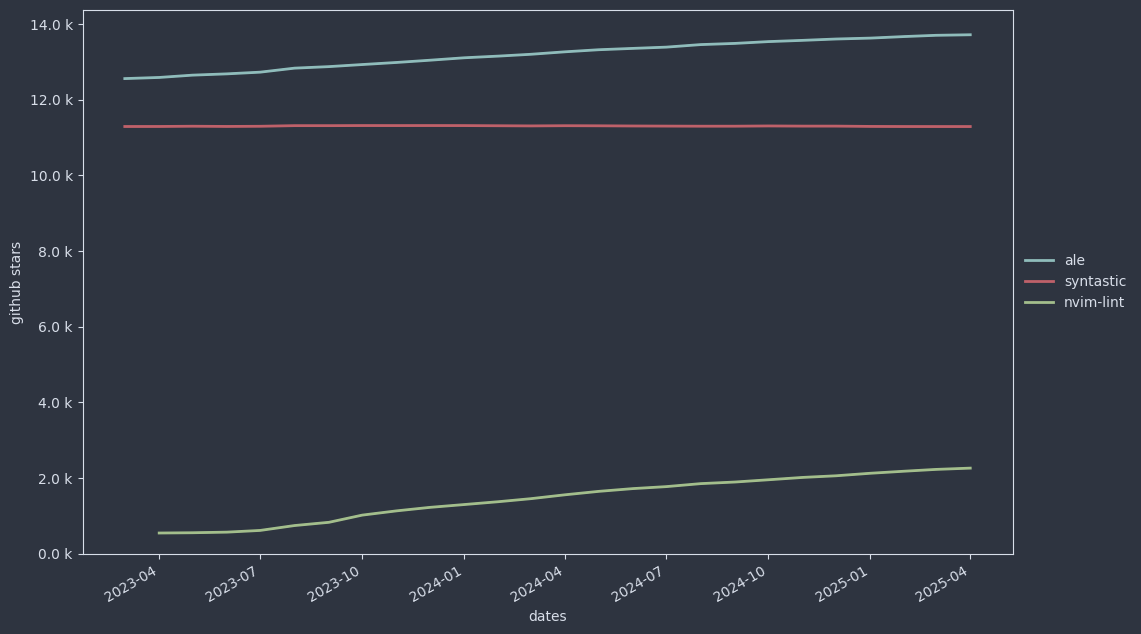 14.0 k
12.0 k
10.0 k
8.0 k
6.0 k
4.0 k
2.0 k
0.0 k
github stars
2023-04
2023-07
2023-10
2024-01
2024-04
2024-07
2024-10
2025-01
2025-04
dates
ale
syntastic
nvim-lint